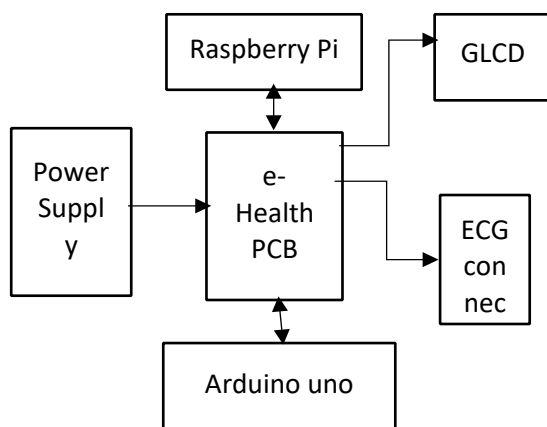 Raspberry Pi
GLCD
Power
Suppl
y
e-
Health
PCB
ECG
con
nec
Arduino uno